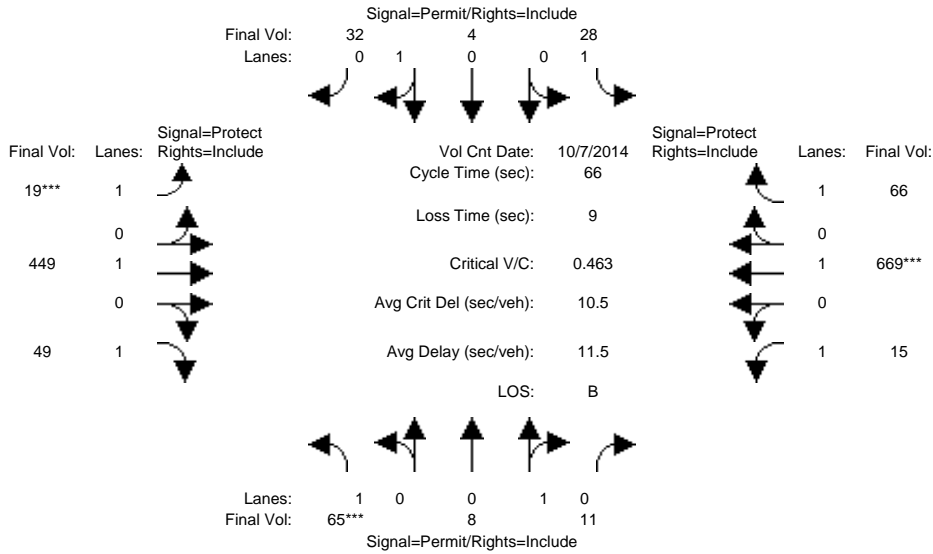 Signal=Permit/Rights=Include
Final Vol: 32 4 28
Lanes: 0 1 0 0 1
Signal=Protect Signal=Protect
Final Vol: Lanes: Rights=Include Vol Cnt Date: 10/7/2014 Rights=Include Lanes: Final Vol:
Cycle Time (sec): 66
19*** 1 1 66
Loss Time (sec): 9
0 0
449 1 Critical V/C: 0.463 1 669***
0 Avg Crit Del (sec/veh): 10.5 0
49 1 Avg Delay (sec/veh): 11.5 1 15
LOS: B
Lanes: 1 0 0 1 0
Final Vol: 65*** 8 11
Signal=Permit/Rights=Include